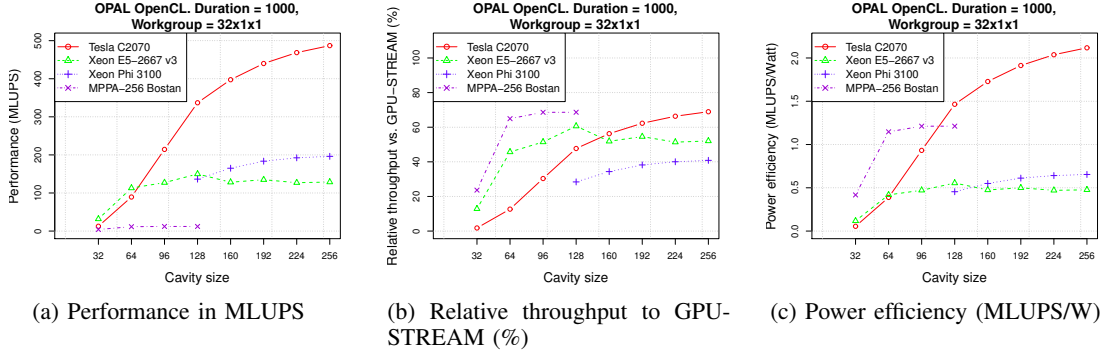 OPAL OpenCL. Duration = 1000,
Workgroup = 32x1x1
Performance (MLUPS)
500
400
300
200
100
0
Tesla C2070
Xeon E5−2667 v3
Xeon Phi 3100
MPPA−256 Bostan
32 64 96 128 160 192 224 256
Cavity size
(a) Performance in MLUPS
OPAL OpenCL. Duration = 1000,
Workgroup = 32x1x1
Relative throughput vs. GPU−STREAM (%)
100
80
60
40
20
0
Tesla C2070
Xeon E5−2667 v3
Xeon Phi 3100
MPPA−256 Bostan
32 64 96 128 160 192 224 256
Cavity size
(b) Relative throughput to GPU-
STREAM (%)
OPAL OpenCL. Duration = 1000,
Workgroup = 32x1x1
Power efficiency (MLUPS/Watt)
2.0
1.5
1.0
0.5
0.0
Tesla C2070
Xeon E5−2667 v3
Xeon Phi 3100
MPPA−256 Bostan
32 64 96 128 160 192 224 256
Cavity size
(c) Power efficiency (MLUPS/W)